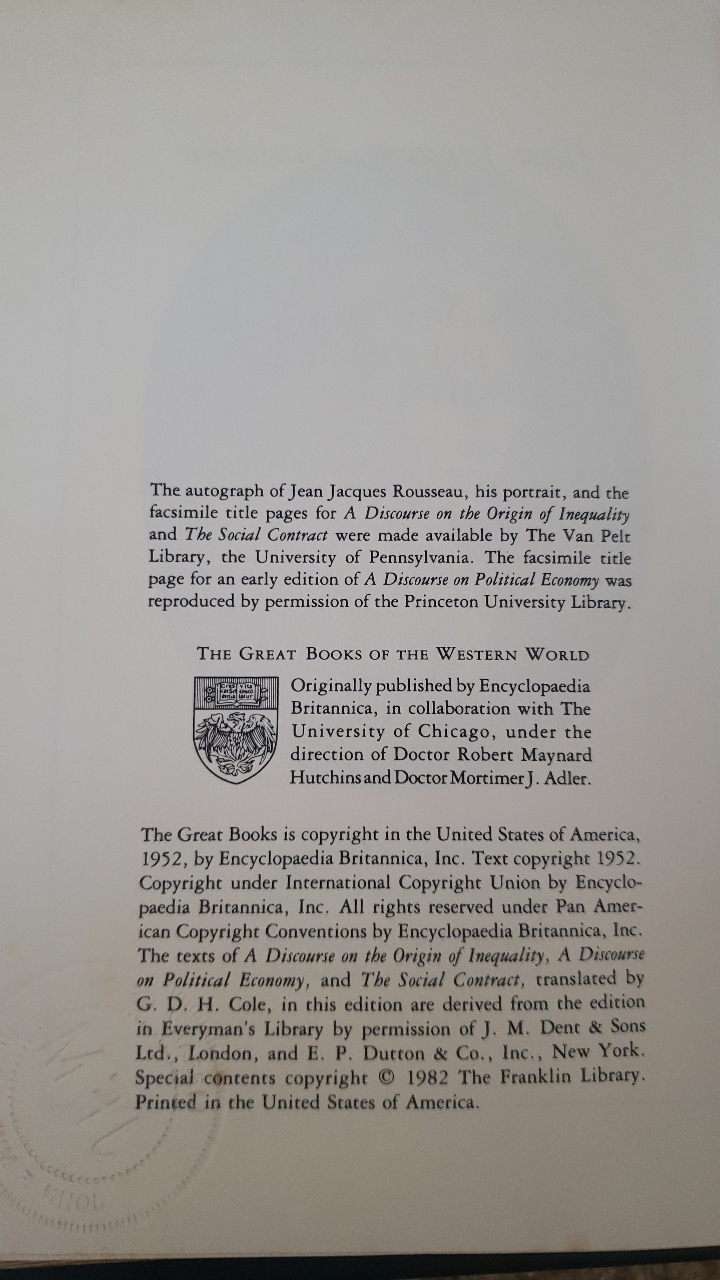 The autograph of Jean Jacques Rousseau, his portrait, and the
facsimile title pages for A Discourse on the Origin of Inequality
and The Social Contract were made available by The Van Pelt
Library, the University of Pennsylvania. The facsimile title
page for an early edition of A Discourse on Political Economy was
reproduced by permission of the Princeton University Library.
THE GREAT BOOKS OF THE WESTERN WORLD
Originally published by Encyclopaedia
Britannica, in collaboration with The
University of Chicago, under the
direction of Doctor Robert Maynard
Hutchins and Doctor Mortimer J. Adler.
The Great Books is copyright in the United States of America,
1952, by Encyclopaedia Britannica, Inc. Text copyright 1952.
Copyright under International Copyright Union by Encyclo-
paedia Britannica, Inc. All rights reserved under Pan Amer-
ican Copyright Conventions by Encyclopaedia Britannica, Inc.
The texts of A Discourse on the Origin of Inequality, A Discourse
on Political Economy, and The Social Contract, translated by
G. D. H. Cole, in this edition are derived from the edition
in Everyman's Library by permission of J. M. Dent & Sons
Ltd., London, and E. P. Dutton & Co., Inc., New York.
Special contents copyright © 1982 The Franklin Library.
Printed in the United States of America.